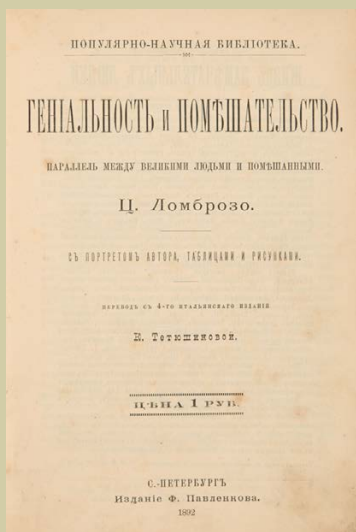 ПОПУЛЯРНО-НАУЧНАЯ БИБЛІОТЕКА.
ГЕНІАЛЬНОСТЬ И ПОМѢШАТЕЛЬСТВО.
ПАРАЛЛЕЛЬ МЕЖДУ ВЕЛИКИМИ ЛЮДЬМИ И ПОМѢШАННЫМИ.
Ц. Ломброзо.
СЪ ПОРТРЕТОМЪ АВТОРА, ТАБЛИЦАМИ И РИСУНКАМИ.
ПЕРЕВОДЪ СЪ 4-ГО ИТАЛЬЯНСКАГО ИЗДАНІЯ
К. Тетюшиновой.
ЦѢНА 1 РУБ.
С.-ПЕТЕРБУРГЪ
Изданіе Ф. Павленкова.
1892